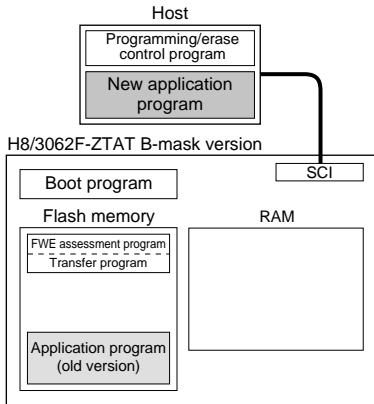 Host
Programming/erase
control program
New application
program
H8/3062F-ZTAT B-mask version
SCI
Boot program
Flash memory
RAM
FWE assessment program
Transfer program
Application program
(old version)